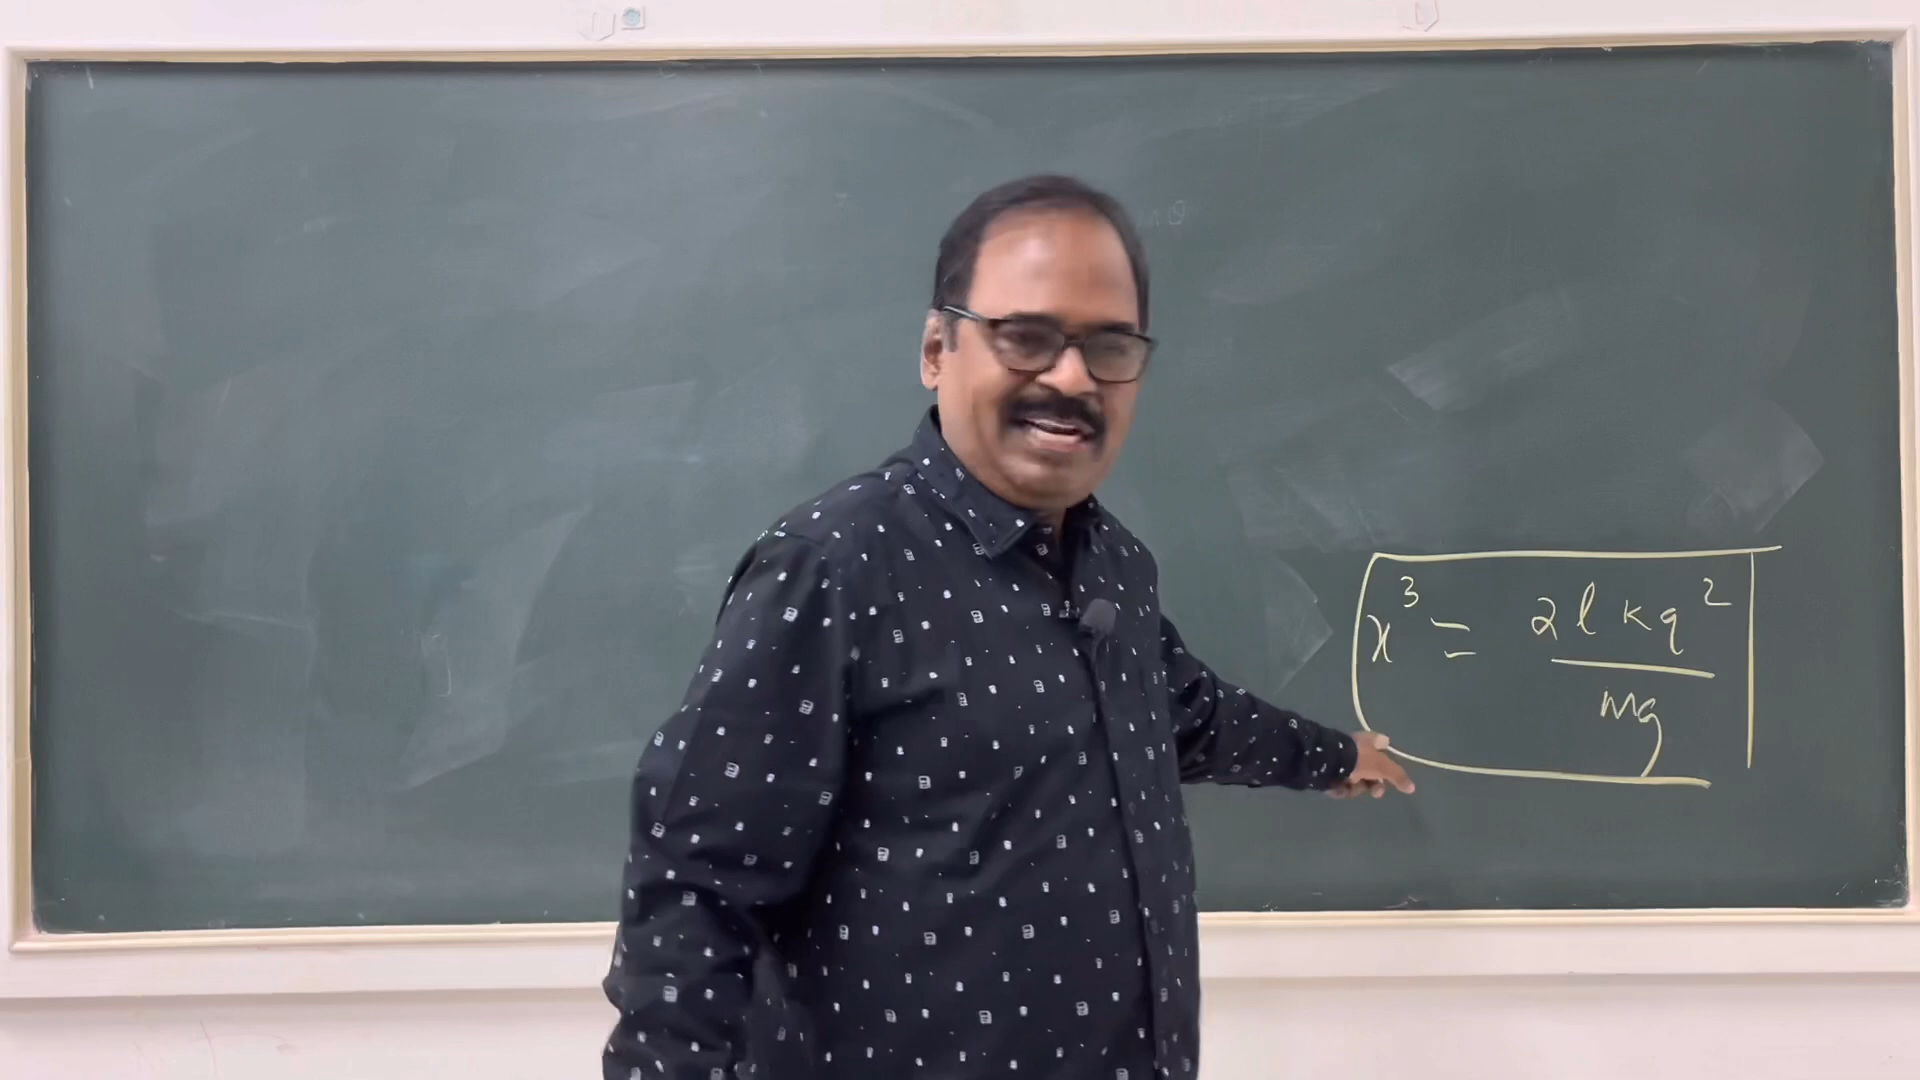 x³ = 2lkq²/mg